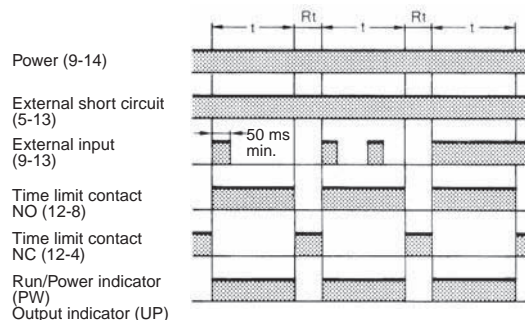 t Rt t Rt t
Power (9-14)
External short circuit
(5-13)
External input
(9-13)
50 ms
min.
Time limit contact
NO (12-8)
Time limit contact
NC (12-4)
Run/Power indicator
(PW)
Output indicator (UP)